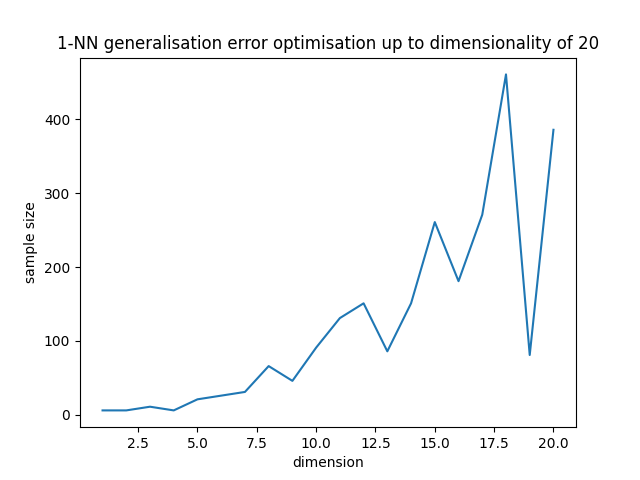 1-NN generalisation error optimisation up to dimensionality of 20
400
300
200
100
0
sample size
2.5 5.0 7.5 10.0 12.5 15.0 17.5 20.0
dimension